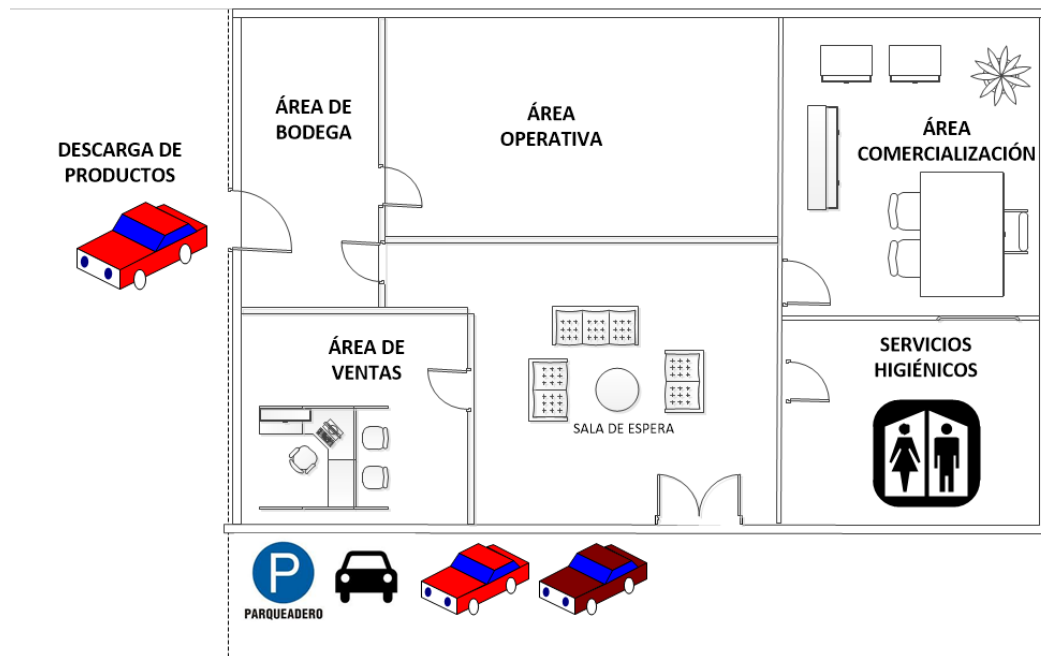 ÁREA DE
BODEGA
ÁREA
OPERATIVA
ÁREA
COMERCIALIZACIÓN
DESCARGA DE
PRODUCTOS
ÁREA DE
VENTAS
SALA DE ESPERA
SERVICIOS
HIGIÉNICOS
P
PARQUEADERO